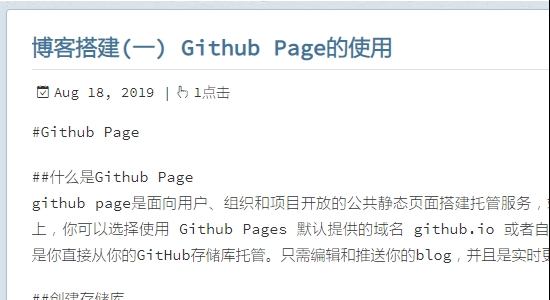 博客搭建(一) Github Page的使用
Aug 18, 2019 | 1点击
#Github Page
##什么是Github Page
github page是面向用户、组织和项目开放的公共静态页面搭建托管服务，
上，你可以选择使用 Github Pages 默认提供的域名 github.io 或者自
是你直接从你的GitHub存储库托管。只需编辑和推送你的blog，并且是实时更
##创建存储库